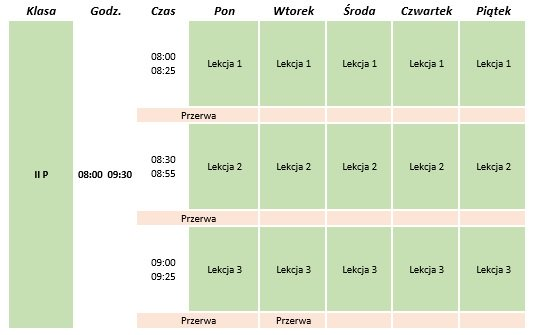 Klasa Godz. Czas Pon Wtorek Środa Czwartek Piątek
08:00
08:25
Lekcja 1 Lekcja 1 Lekcja 1 Lekcja 1 Lekcja 1
Przerwa
II P 08:00 09:30
08:30
08:55
Lekcja 2 Lekcja 2 Lekcja 2 Lekcja 2 Lekcja 2
Przerwa
09:00
09:25
Lekcja 3 Lekcja 3 Lekcja 3 Lekcja 3 Lekcja 3
Przerwa Przerwa